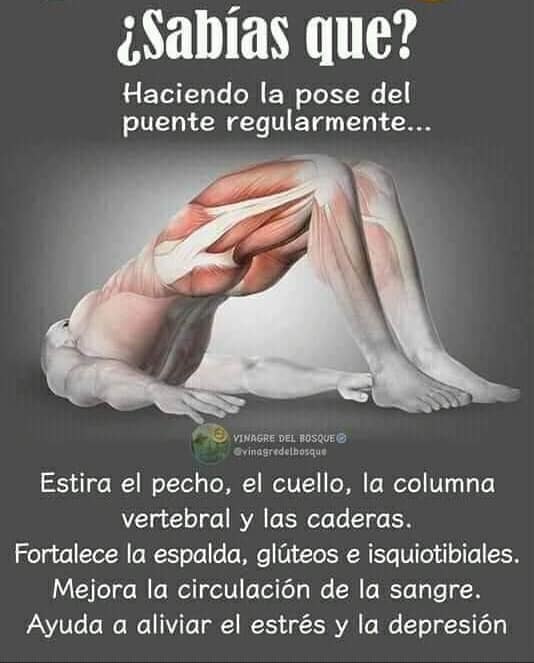 ¿Sabías que?
Haciendo la pose del
puente regularmente...
VINAGRE DEL BOSQUE
@vinagredelbosque
Estira el pecho, el cuello, la columna
vertebral y las caderas.
Fortalece la espalda, glúteos e isquiotibiales.
Mejora la circulación de la sangre.
Ayuda a aliviar el estrés y la depresión